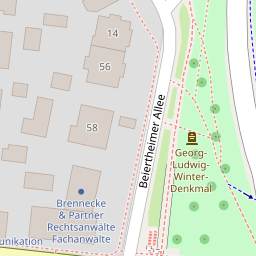 14
56
Beiertheimer Allee
58
Georg-
Ludwig-
Winter-
Denkmal
Brennecke
& Partner
Rechtsanwälte
Fachanwälte
unikation